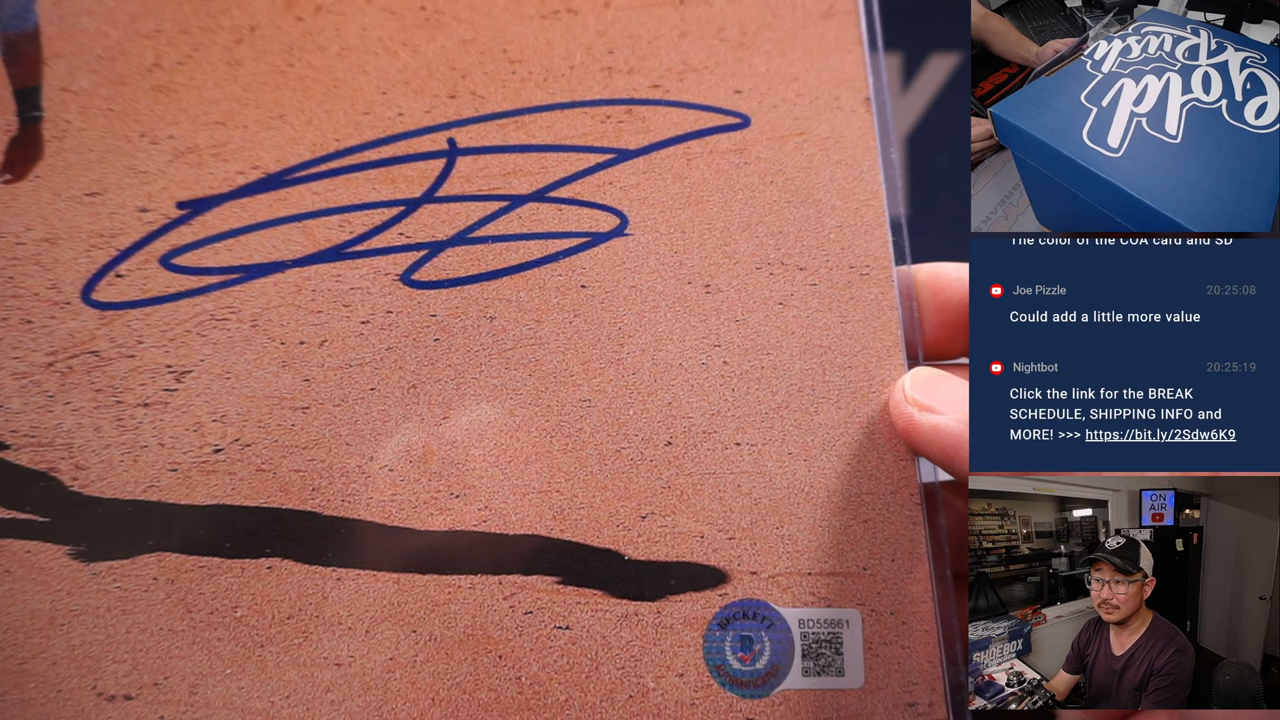 BECKETT
B
AUTHENTICATED
BD55661
Gold
Rush
The color of the COA card and SD
Joe Pizzle 20:25:08
Could add a little more value
Nightbot 20:25:19
Click the link for the BREAK
SCHEDULE, SHIPPING INFO and
MORE! >>> https://bit.ly/2Sdw6K9
ON
AIR
SHOEBOX
Collection